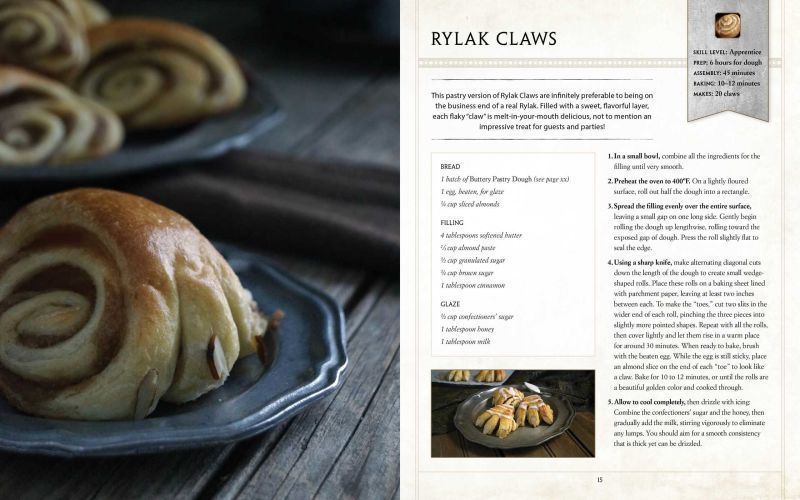 RYLAK CLAWS
SKILL LEVEL: Apprentice
PREP: 6 hours for dough
ASSEMBLY: 45 minutes
BAKING: 10–12 minutes
MAKES: 20 claws
This pastry version of Rylak Claws are infinitely preferable to being on
the business end of a real Rylak. Filled with a sweet, flavorful layer,
each flaky “claw” is melt-in-your-mouth delicious, not to mention an
impressive treat for guests and parties!
BREAD
1 batch of Buttery Pastry Dough (see page xx)
1 egg, beaten, for glaze
cup sliced almonds
FILLING
4 tablespoons softened butter
cup almond paste
cup granulated sugar
cup brown sugar
1 tablespoon cinnamon
GLAZE
cup confectioners’ sugar
1 tablespoon honey
1 tablespoon milk
1. In a small bowl, combine all the ingredients for the
filling until very smooth.
2. Preheat the oven to 400°F. On a lightly floured
surface, roll out half the dough into a rectangle.
3. Spread the filling evenly over the entire surface,
leaving a small gap on one long side. Gently begin
rolling the dough up lengthwise, rolling toward the
exposed gap of dough. Press the roll slightly flat to
seal the edge.
4. Using a sharp knife, make alternating diagonal cuts
down the length of the dough to create small wedge-
shaped rolls. Place these rolls on a baking sheet lined
with parchment paper, leaving at least two inches
between each. To make the “toes,” cut two slits in the
wider end of each roll, pinching the three pieces into
slightly more pointed shapes. Repeat with all the rolls,
then cover lightly and let them rise in a warm place
for around 30 minutes. When ready to bake, brush
with the beaten egg. While the egg is still sticky, place
an almond slice on the end of each “toe” to look like
a claw. Bake for 10 to 12 minutes, or until the rolls are
a beautiful golden color and cooked through.
5. Allow to cool completely, then drizzle with icing:
Combine the confectioners’ sugar and the honey, then
gradually add the milk, stirring vigorously to eliminate
any lumps. You should aim for a smooth consistency
that is thick yet can be drizzled.
15